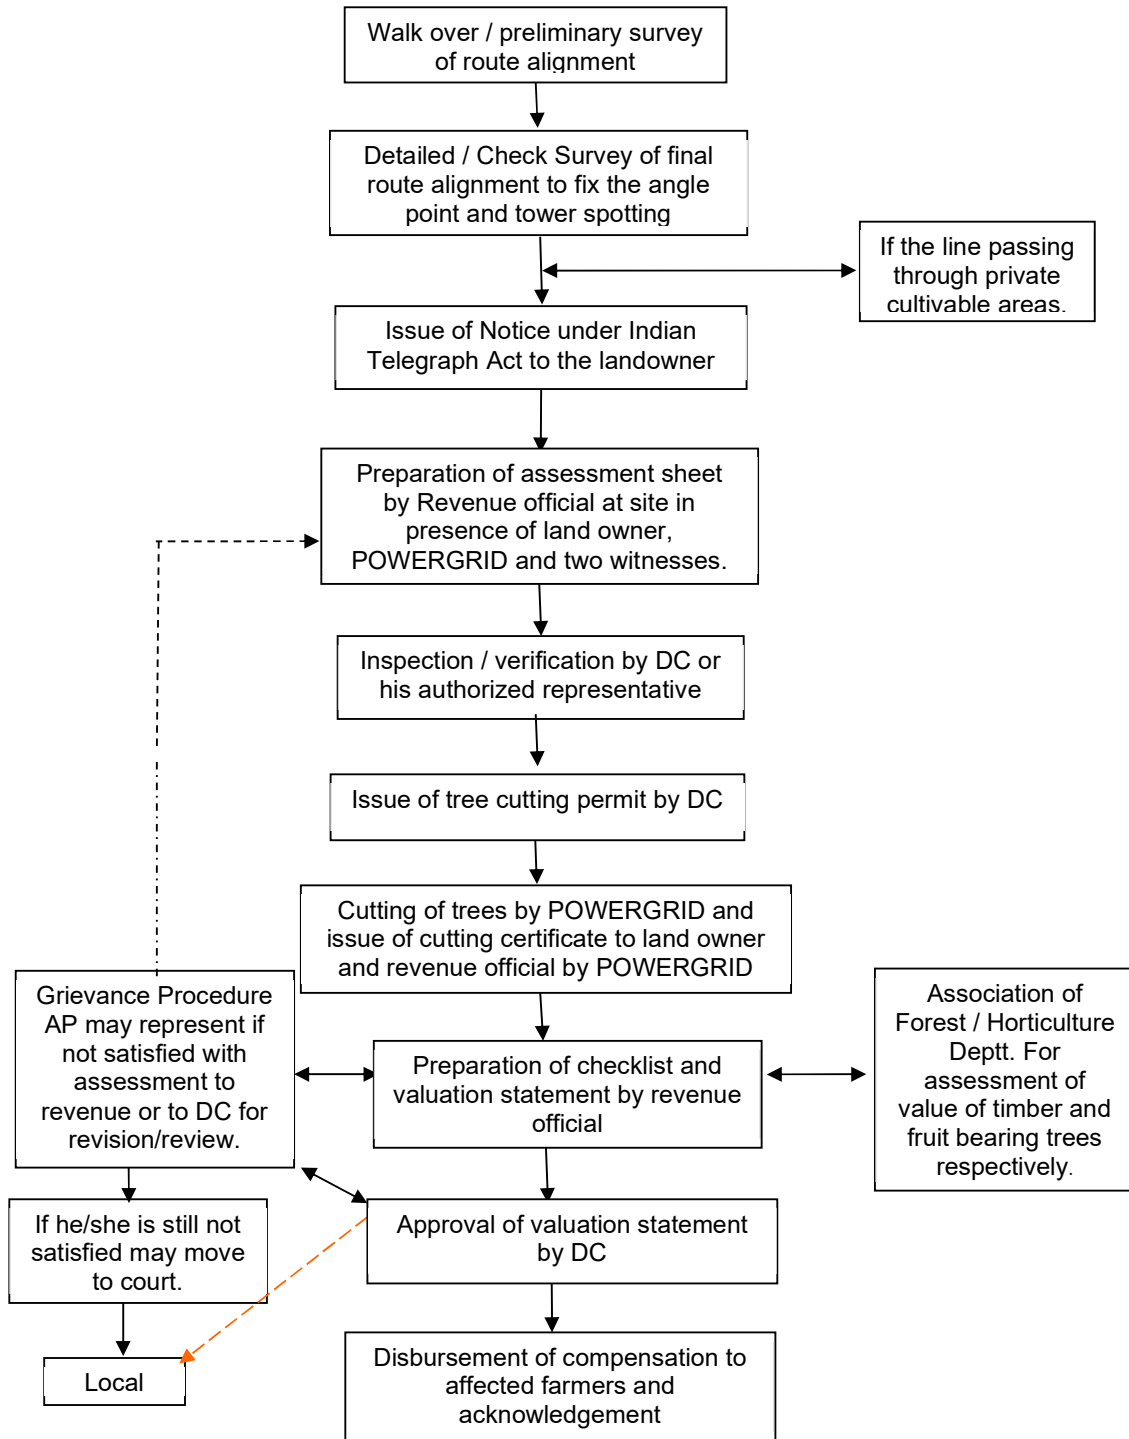 Walk over / preliminary survey
of route alignment
Detailed / Check Survey of final
route alignment to fix the angle
point and tower spotting
If the line passing
through private
cultivable areas.
Issue of Notice under Indian
Telegraph Act to the landowner
Preparation of assessment sheet
by Revenue official at site in
presence of land owner,
POWERGRID and two witnesses.
Inspection / verification by DC or
his authorized representative
Issue of tree cutting permit by DC
Cutting of trees by POWERGRID and
issue of cutting certificate to land owner
and revenue official by POWERGRID
Grievance Procedure
AP may represent if
not satisfied with
assessment to
revenue or to DC for
revision/review.
Preparation of checklist and
valuation statement by revenue
official
Association of
Forest / Horticulture
Deptt. For
assessment of
value of timber and
fruit bearing trees
respectively.
If he/she is still not
satisfied may move
to court.
Approval of valuation statement
by DC
Local
Disbursement of compensation to
affected farmers and
acknowledgement